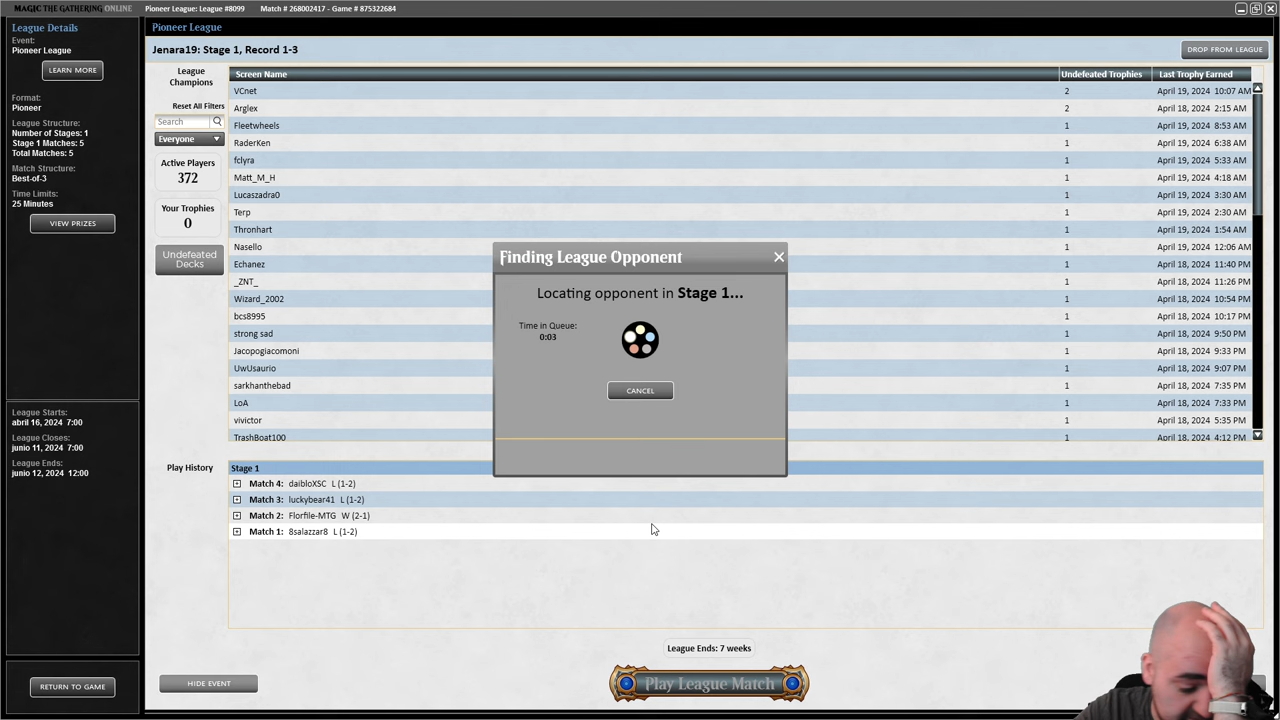 MAGIC THE GATHERING ONLINE
Pioneer League: League #8099
Match # 268002417 - Game # 875322684
League Details
Event:
Pioneer League
LEARN MORE
Format:
Pioneer
League Structure:
Number of Stages: 1
Stage 1 Matches: 5
Total Matches: 5
Match Structure:
Best-of-3
Time Limits:
25 Minutes
VIEW PRIZES
League Starts:
abril 16, 2024 7:00
League Closes:
junio 11, 2024 7:00
League Ends:
junio 12, 2024 12:00
RETURN TO GAME
Pioneer League
Jenara19: Stage 1, Record 1-3
DROP FROM LEAGUE
League
Champions
Reset All Filters
Search
Everyone
Active Players
372
Your Trophies
0
Undefeated
Decks
Screen Name Undefeated Trophies Last Trophy Earned
VCnet 2 April 19, 2024 10:07 AM
Arglex 2 April 18, 2024 2:15 AM
Fleetwheels 1 April 19, 2024 8:53 AM
RaderKen 1 April 19, 2024 6:38 AM
fclyra 1 April 19, 2024 5:33 AM
Matt_M_H 1 April 19, 2024 4:18 AM
Lucaszadra0 1 April 19, 2024 3:30 AM
Terp 1 April 19, 2024 2:30 AM
Thronhart 1 April 19, 2024 1:54 AM
Nasello 1 April 19, 2024 12:06 AM
Echanez 1 April 18, 2024 11:40 PM
_ZNT_ 1 April 18, 2024 11:26 PM
Wizard_2002 1 April 18, 2024 10:54 PM
bcs8995 1 April 18, 2024 10:17 PM
strong sad 1 April 18, 2024 9:50 PM
Jacopogiacomoni 1 April 18, 2024 9:33 PM
UwUsaurio 1 April 18, 2024 9:07 PM
sarkhanthebad 1 April 18, 2024 7:35 PM
LoA 1 April 18, 2024 7:33 PM
vivictor 1 April 18, 2024 5:35 PM
TrashBoat100 1 April 18, 2024 4:12 PM
Finding League Opponent
Locating opponent in Stage 1...
Time in Queue:
0:03
CANCEL
Play History
Stage 1
Match 4: daibloXSC L (1-2)
Match 3: luckybear41 L (1-2)
Match 2: Florfile-MTG W (2-1)
Match 1: 8salazzar8 L (1-2)
League Ends: 7 weeks
HIDE EVENT
Play League Match